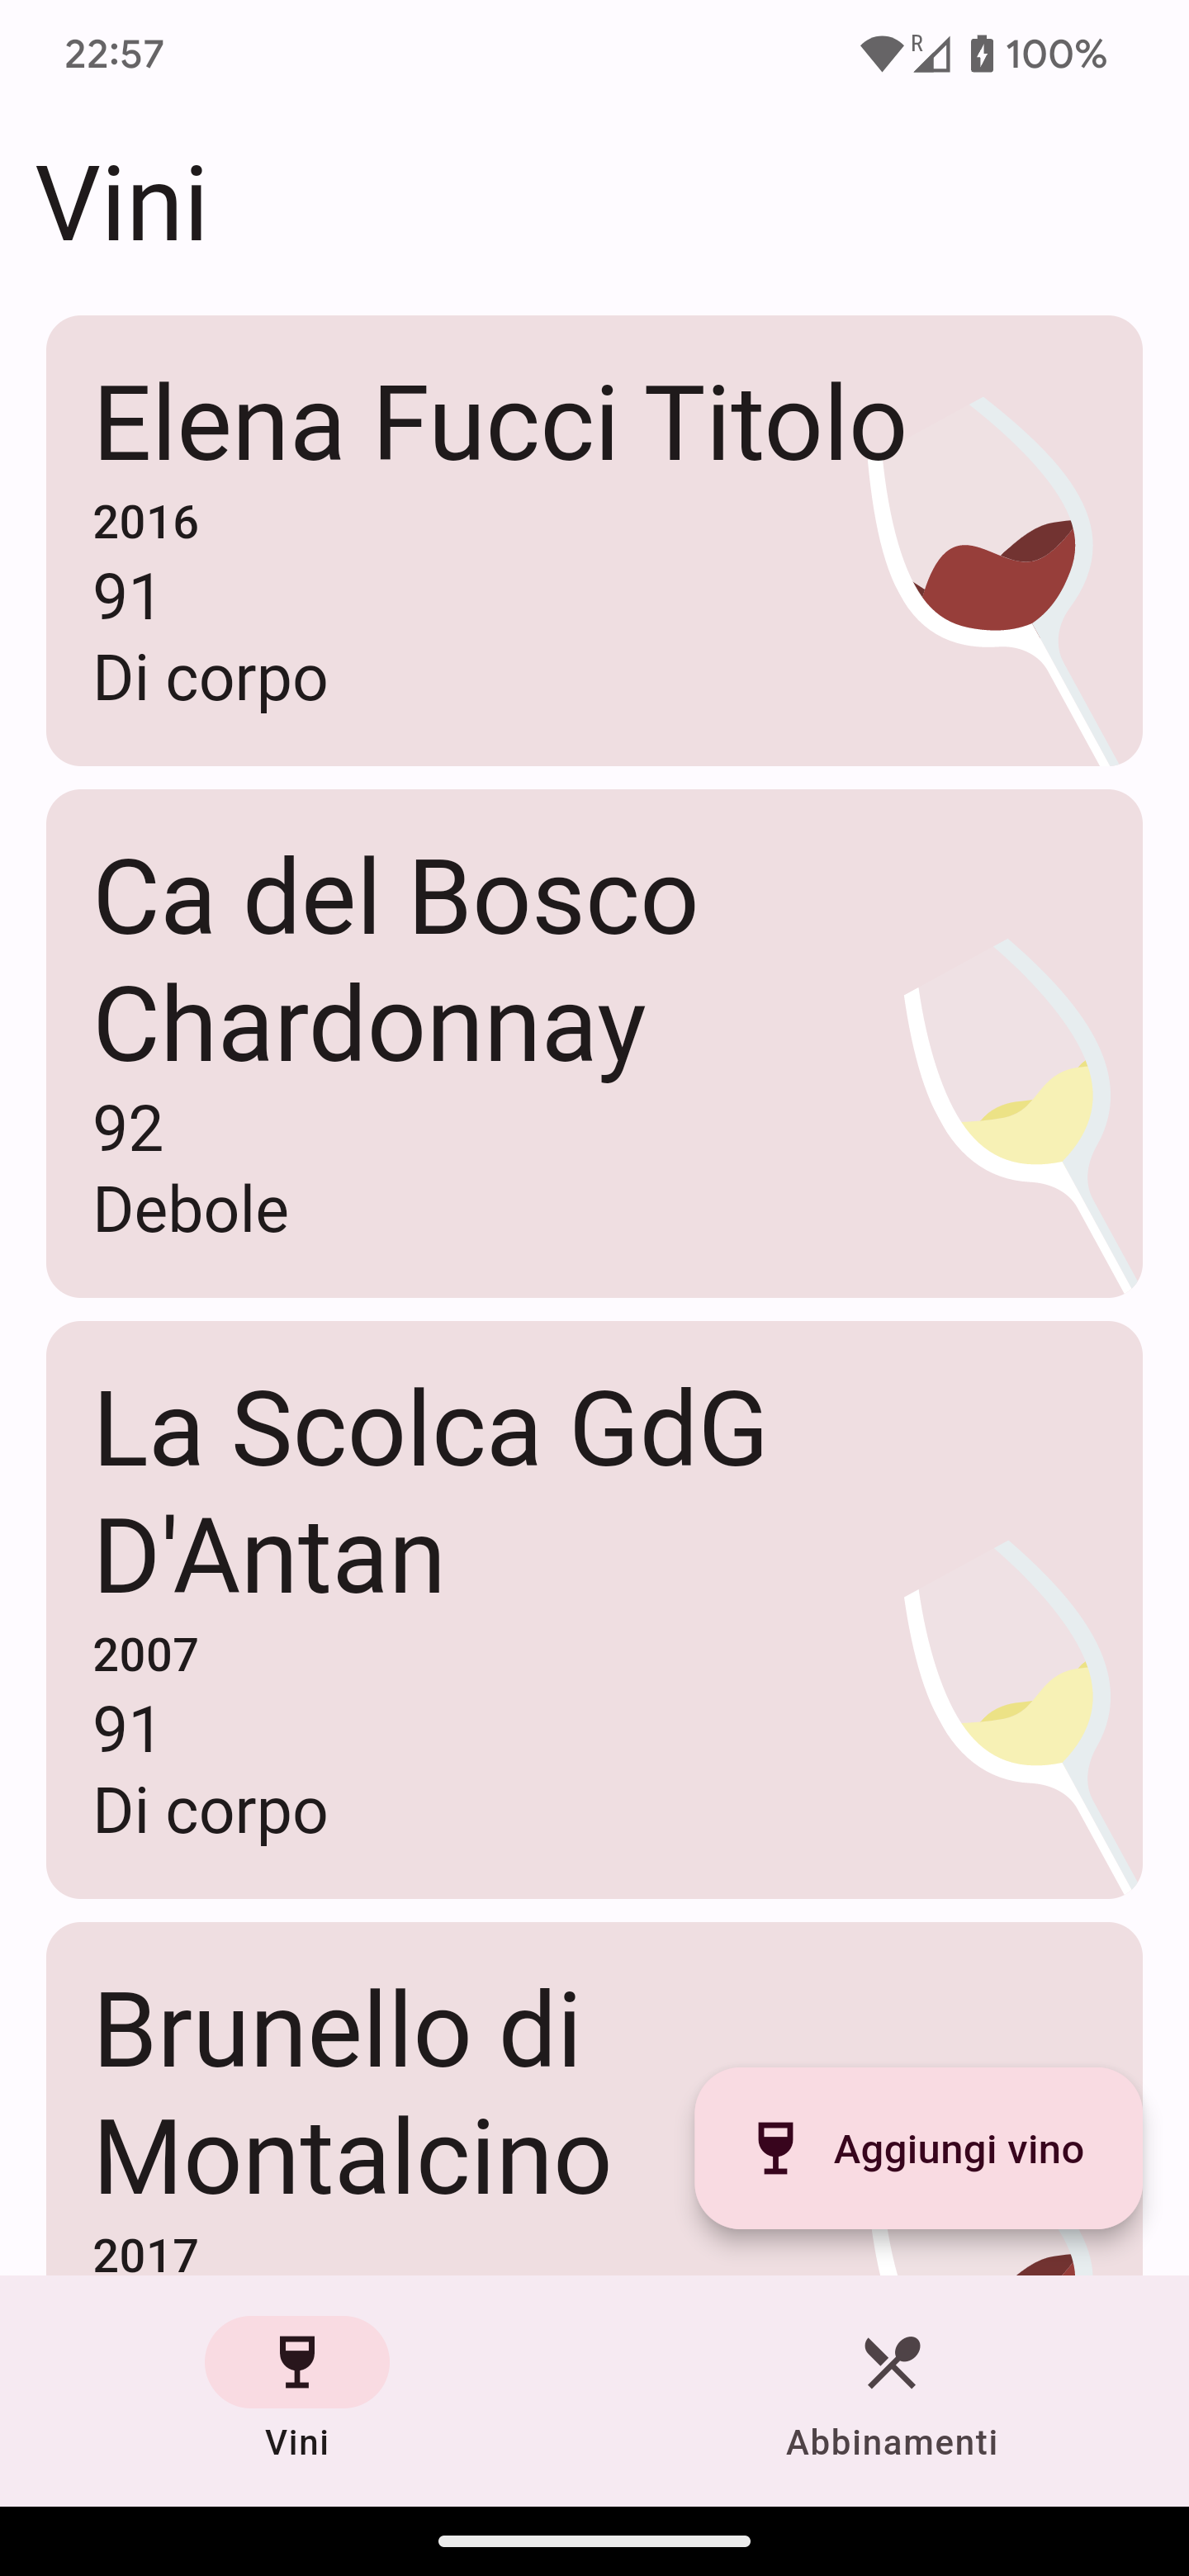 22:57
R
100%
Vini
Elena Fucci Titolo
2016
91
Di corpo
Ca del Bosco
Chardonnay
92
Debole
La Scolca GdG
D'Antan
2007
91
Di corpo
Brunello di
Montalcino
2017
Aggiungi vino
Vini
Abbinamenti